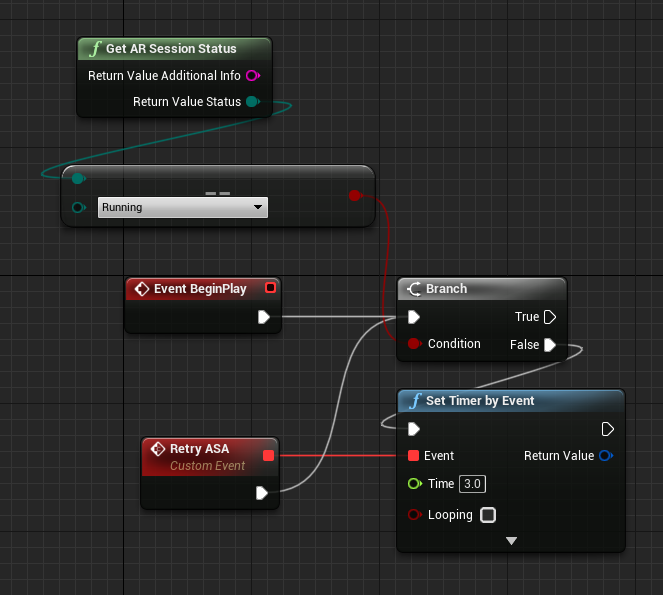 Get AR Session Status
Return Value Additional Info
Return Value Status
==
Running
Event BeginPlay
Branch
True
Condition
False
Set Timer by Event
Retry ASA
Custom Event
Event
Return Value
Time 3.0
Looping